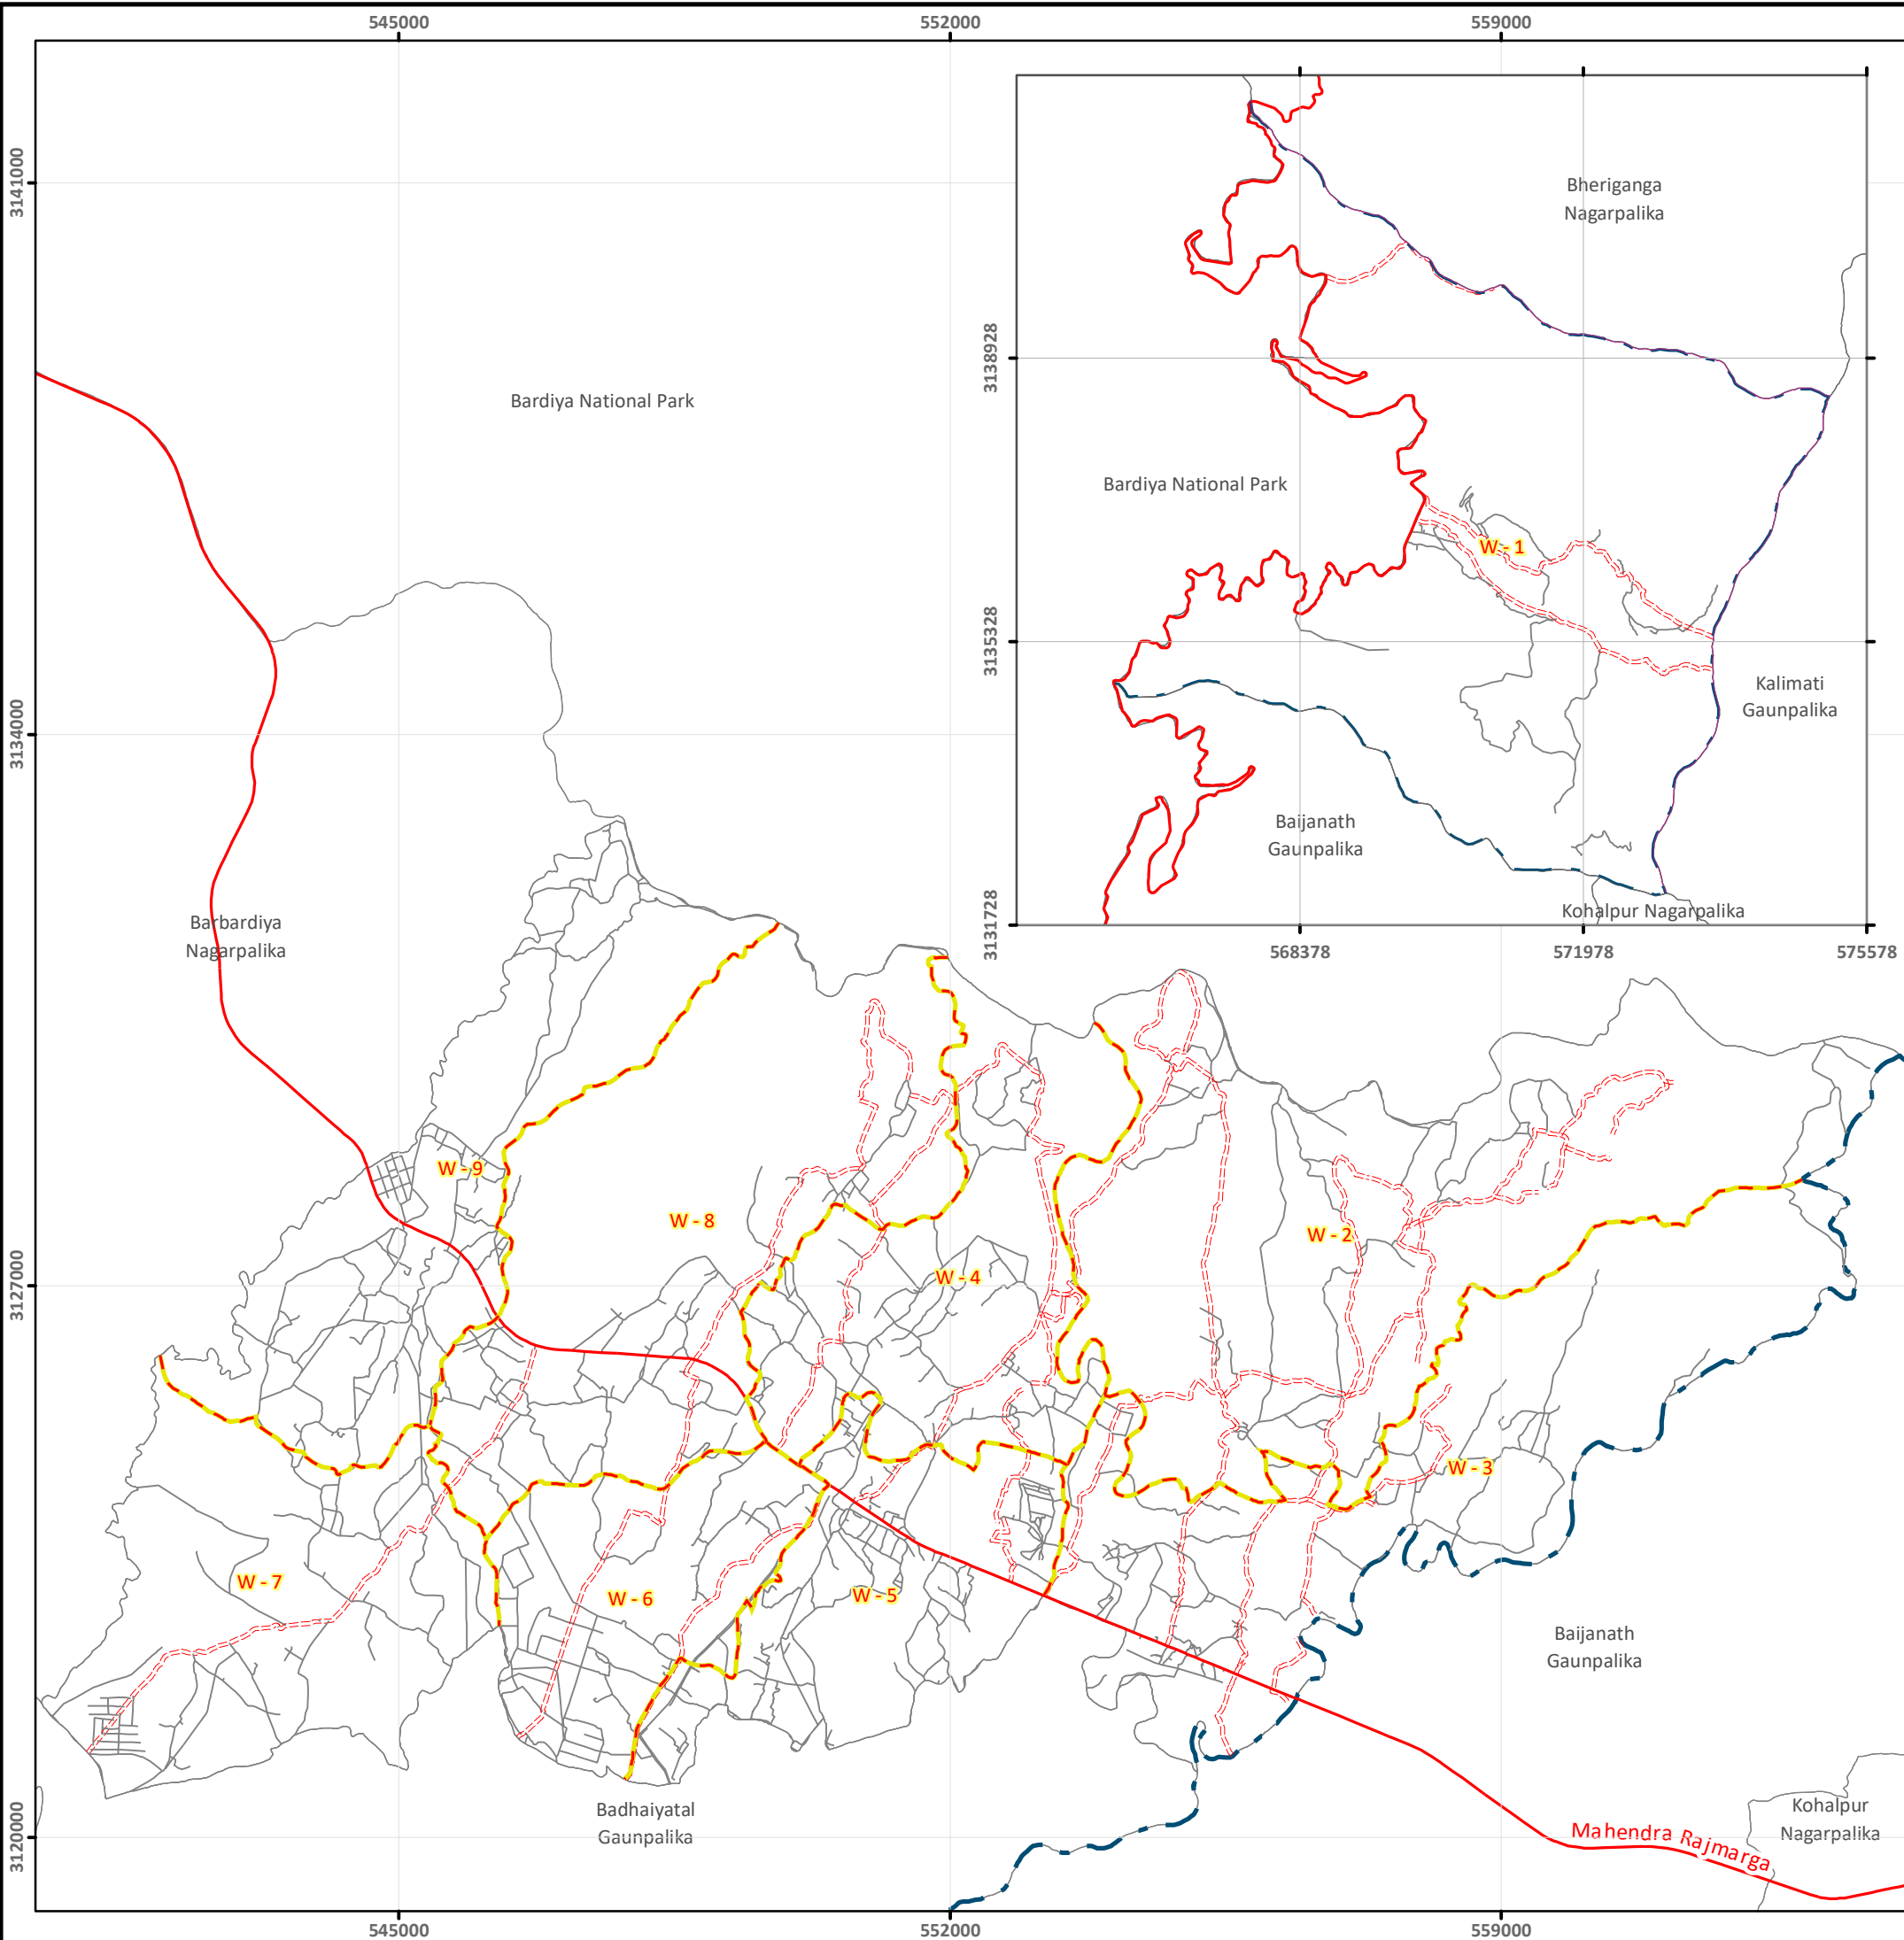 545000
552000
559000
3141000
Bheriganga
Nagarpalika
3138928
Bardiya National Park
Bardiya National Park
W - 1
3135328
Kalimati
Gaunpalika
3134000
Baijanath
Gaunpalika
Kohalpur Nagarpalika
3131728
568378
571978
575578
Barbardiya
Nagarpalika
W - 9
W - 8
W - 2
W - 4
3127000
W - 3
W - 7
W - 6
W - 5
Baijanath
Gaunpalika
Badhaiyatal
Gaunpalika
Kohalpur
Nagarpalika
Mahendra Rajmarga
3120000
545000
552000
559000